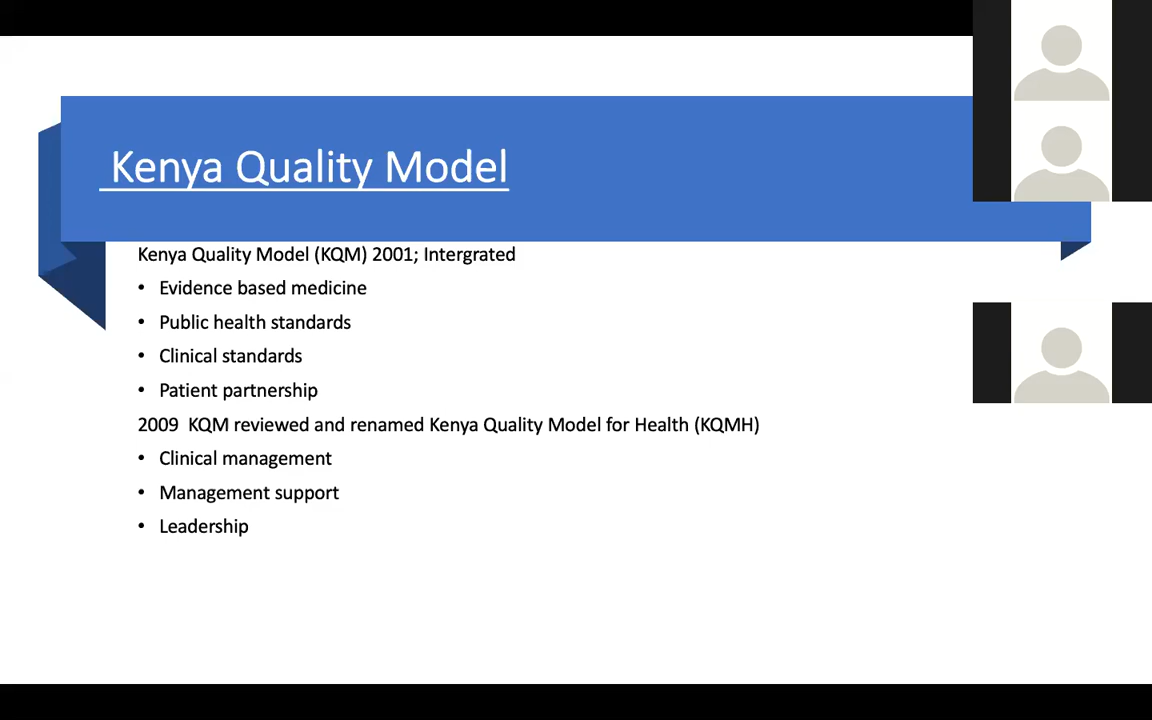 Kenya Quality Model
Kenya Quality Model (KQM) 2001; Intergrated
• Evidence based medicine
• Public health standards
• Clinical standards
• Patient partnership
2009 KQM reviewed and renamed Kenya Quality Model for Health (KQMH)
• Clinical management
• Management support
• Leadership